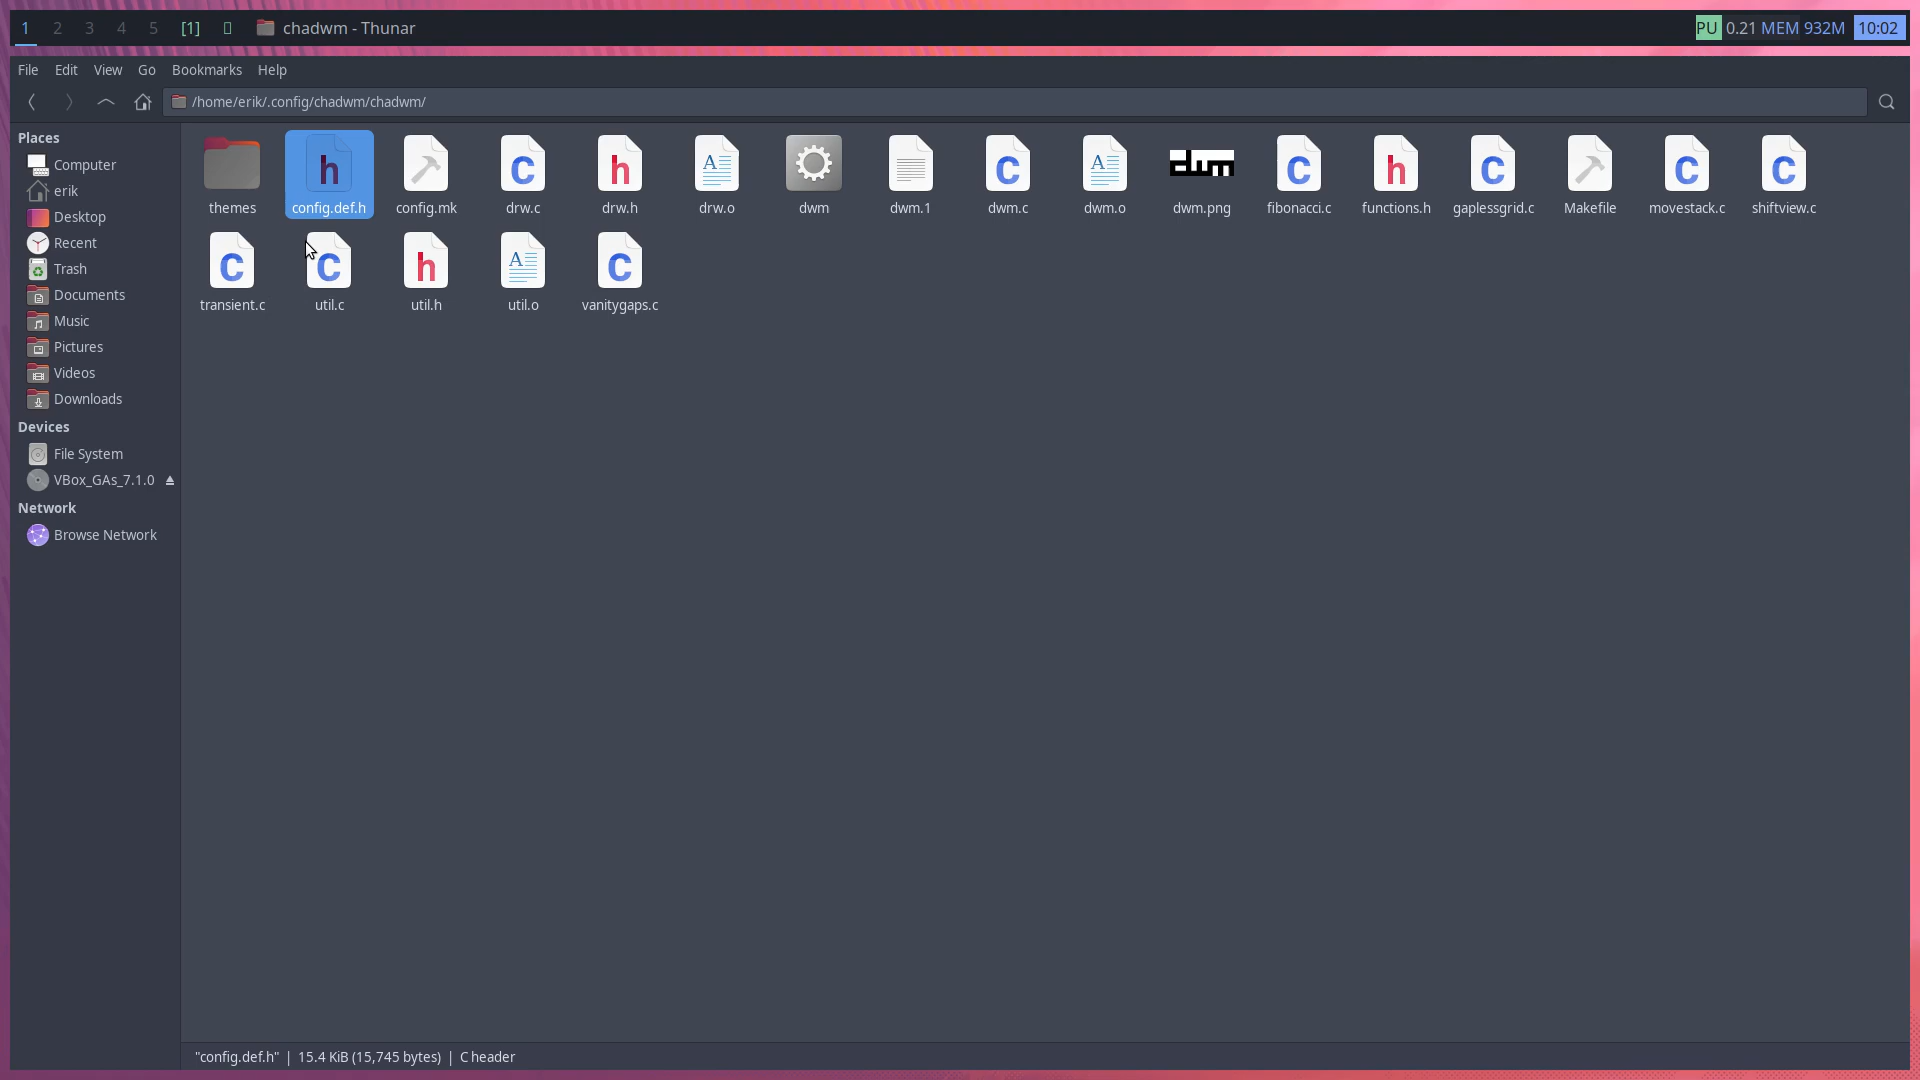 1 2 3 4 5 [1] chadwm - Thunar PU 0.21 MEM 932M 10:02
File Edit View Go Bookmarks Help
/home/erik/.config/chadwm/chadwm/
Places
Computer
erik
Desktop
Recent
Trash
Documents
Music
Pictures
Videos
Downloads
Devices
File System
VBox_GAs_7.1.0
Network
Browse Network
themes config.def.h config.mk drw.c drw.h drw.o dwm dwm.1 dwm.c dwm.o dwm.png fibonacci.c functions.h gaplessgrid.c Makefile movestack.c shiftview.c
transient.c util.c util.h util.o vanitygaps.c
"config.def.h" | 15.4 KiB (15,745 bytes) | C header